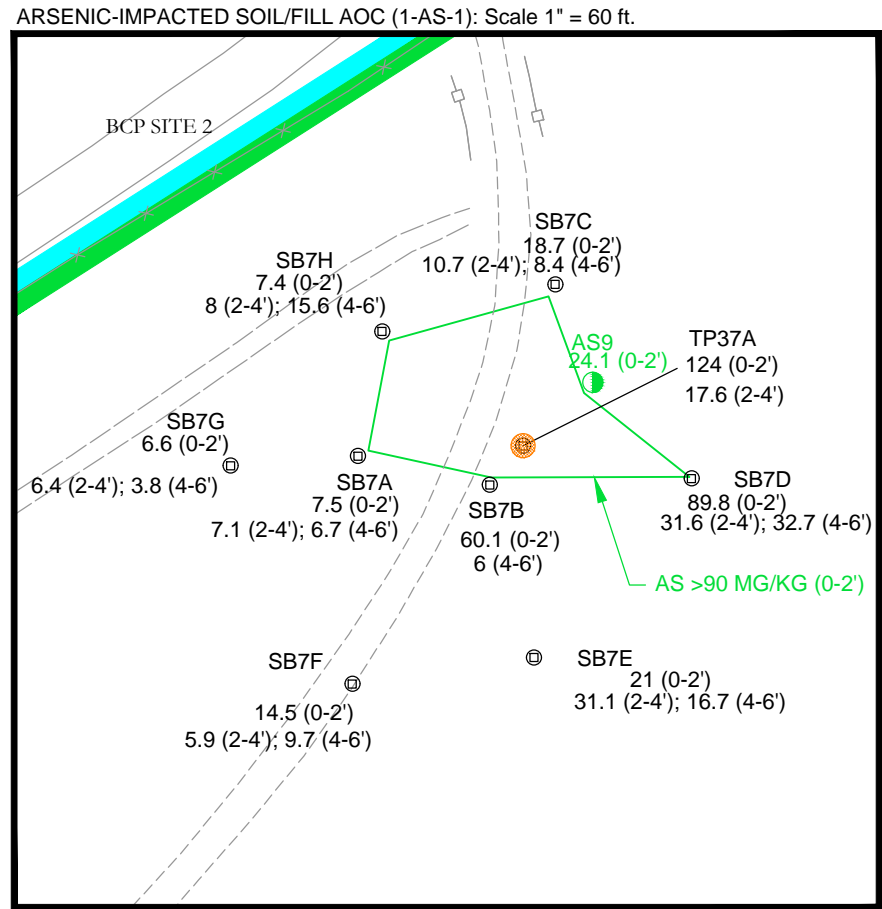 ARSENIC-IMPACTED SOIL/FILL AOC (1-AS-1): Scale 1" = 60 ft.
BCP SITE 2
SB7C
18.7 (0-2')
10.7 (2-4'); 8.4 (4-6')
SB7H
7.4 (0-2')
8 (2-4'); 15.6 (4-6')
AS9
24.1 (0-2')
TP37A
124 (0-2')
17.6 (2-4')
SB7G
6.6 (0-2')
6.4 (2-4'); 3.8 (4-6')
SB7A
7.5 (0-2')
7.1 (2-4'); 6.7 (4-6')
SB7B
60.1 (0-2')
6 (4-6')
SB7D
89.8 (0-2')
31.6 (2-4'); 32.7 (4-6')
AS >90 MG/KG (0-2')
SB7F
14.5 (0-2')
5.9 (2-4'); 9.7 (4-6')
SB7E
21 (0-2')
31.1 (2-4'); 16.7 (4-6')